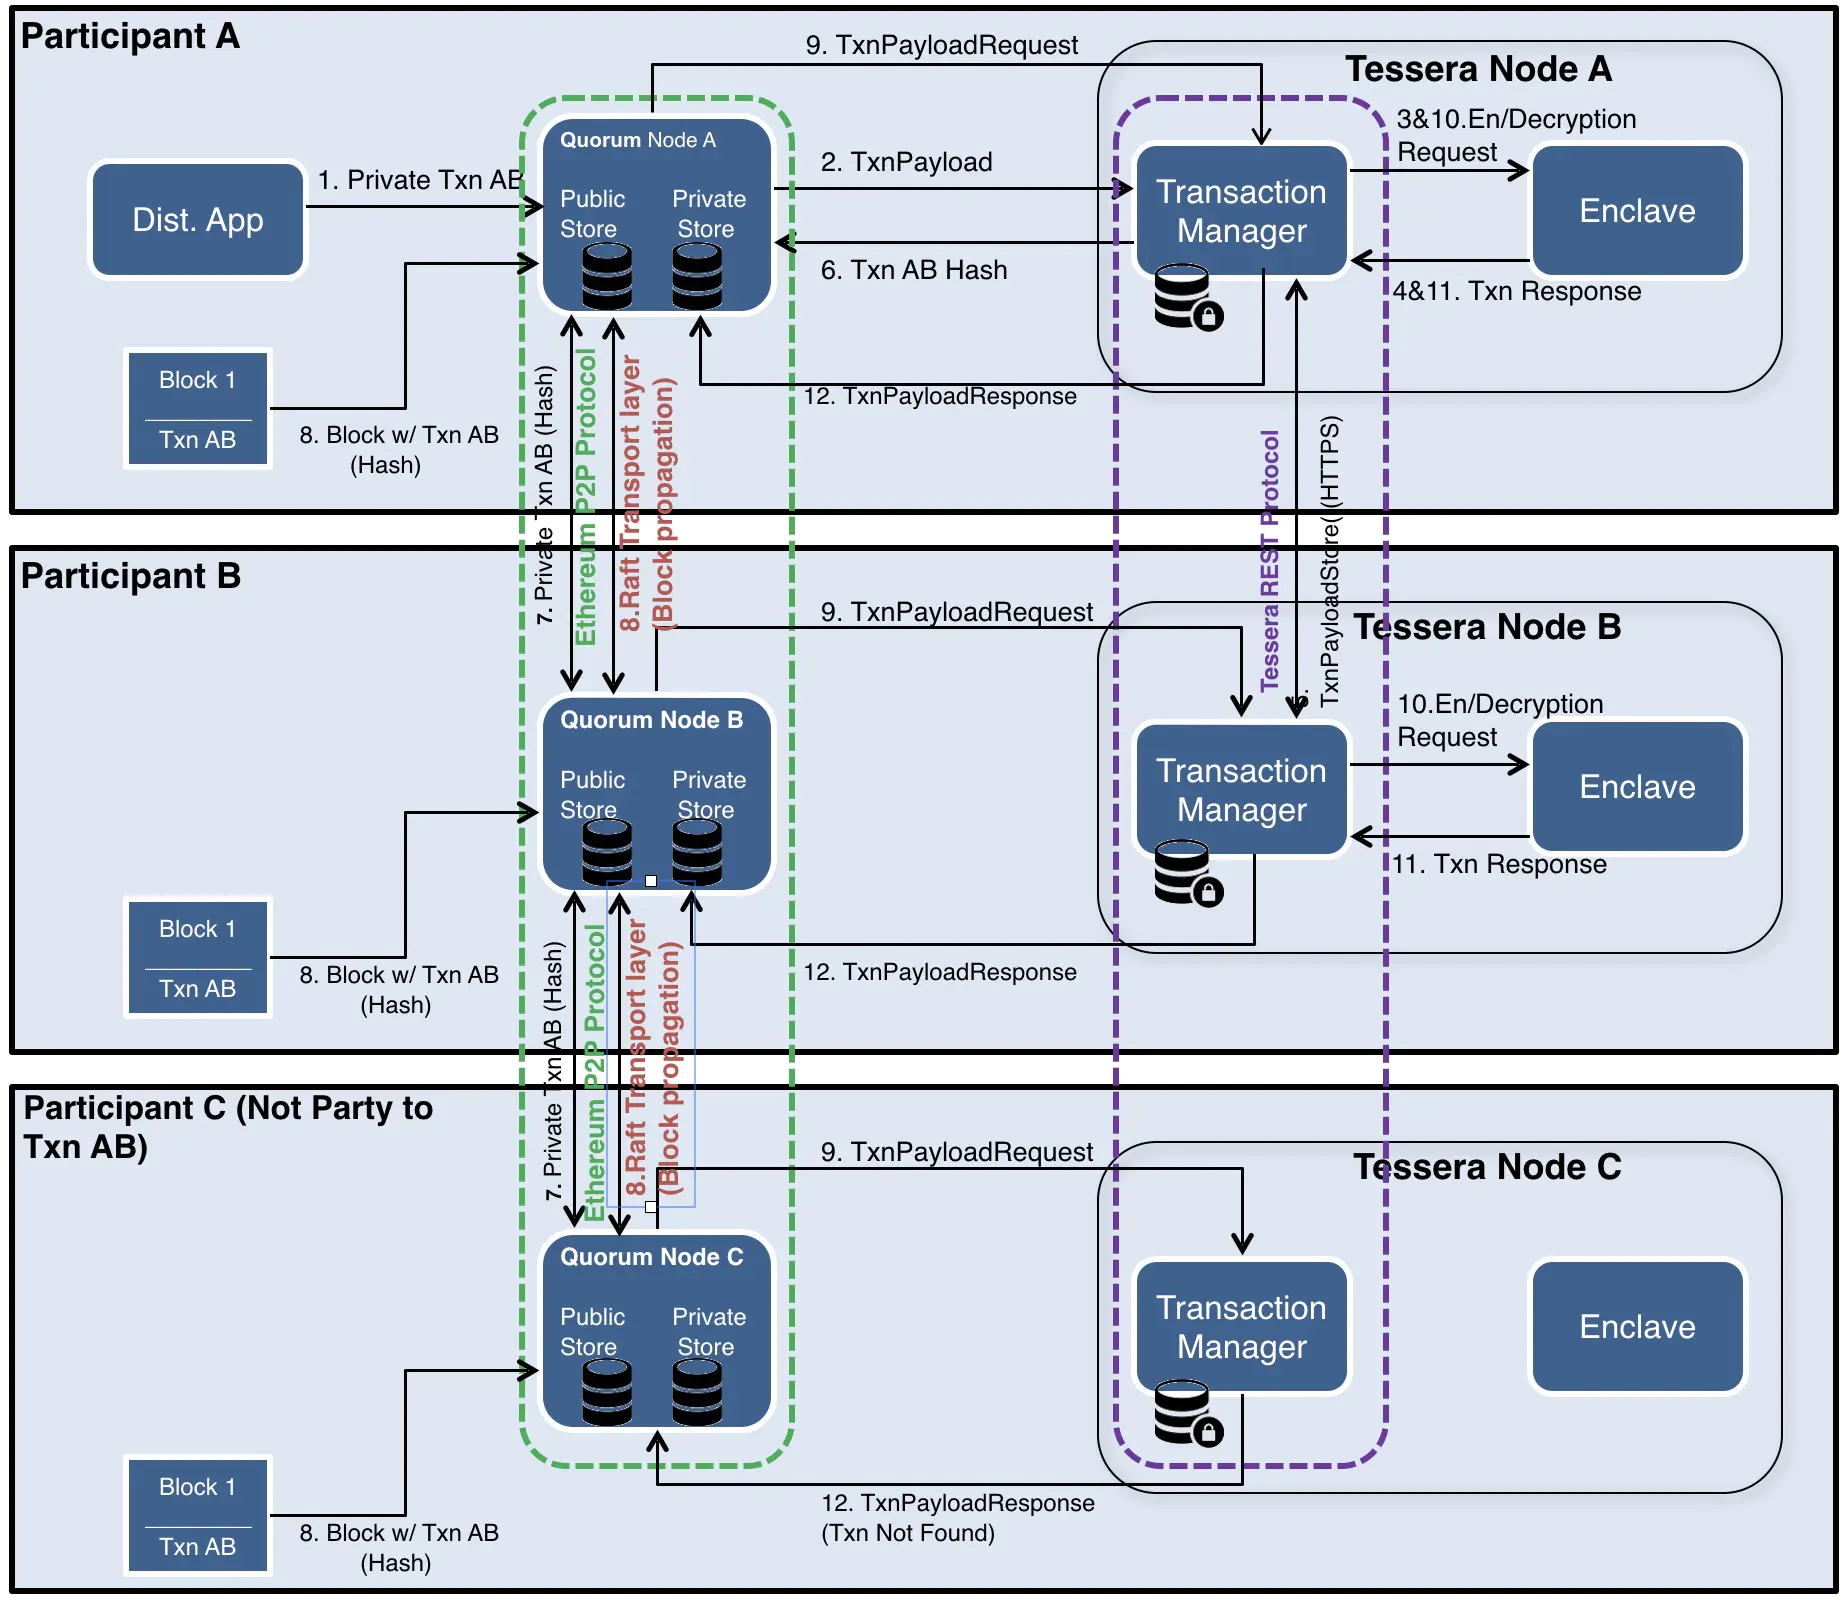 Participant A
9. TxnPayloadRequest
Tessera Node A
Quorum Node A
3&10.En/Decryption
Request
1. Private Txn AB
2. TxnPayload
Dist. App
Public
Store
Private
Store
Transaction
Manager
Enclave
6. Txn AB Hash
4&11. Txn Response
Block 1
Txn AB
8. Block w/ Txn AB
(Hash)
12. TxnPayloadResponse
7. Private Txn AB (Hash)
Ethereum P2P Protocol
8.Raft Transport layer
(Block propagation)
Tessera REST Protocol
TxnPayloadStore( (HTTPS)
Participant B
9. TxnPayloadRequest
Tessera Node B
Quorum Node B
10.En/Decryption
Request
Public
Store
Private
Store
Transaction
Manager
Enclave
11. Txn Response
Block 1
Txn AB
8. Block w/ Txn AB
(Hash)
12. TxnPayloadResponse
7. Private Txn AB (Hash)
Ethereum P2P Protocol
8.Raft Transport layer
(Block propagation)
Participant C (Not Party to
Txn AB)
9. TxnPayloadRequest
Tessera Node C
Quorum Node C
Public
Store
Private
Store
Transaction
Manager
Enclave
Block 1
Txn AB
8. Block w/ Txn AB
(Hash)
12. TxnPayloadResponse
(Txn Not Found)